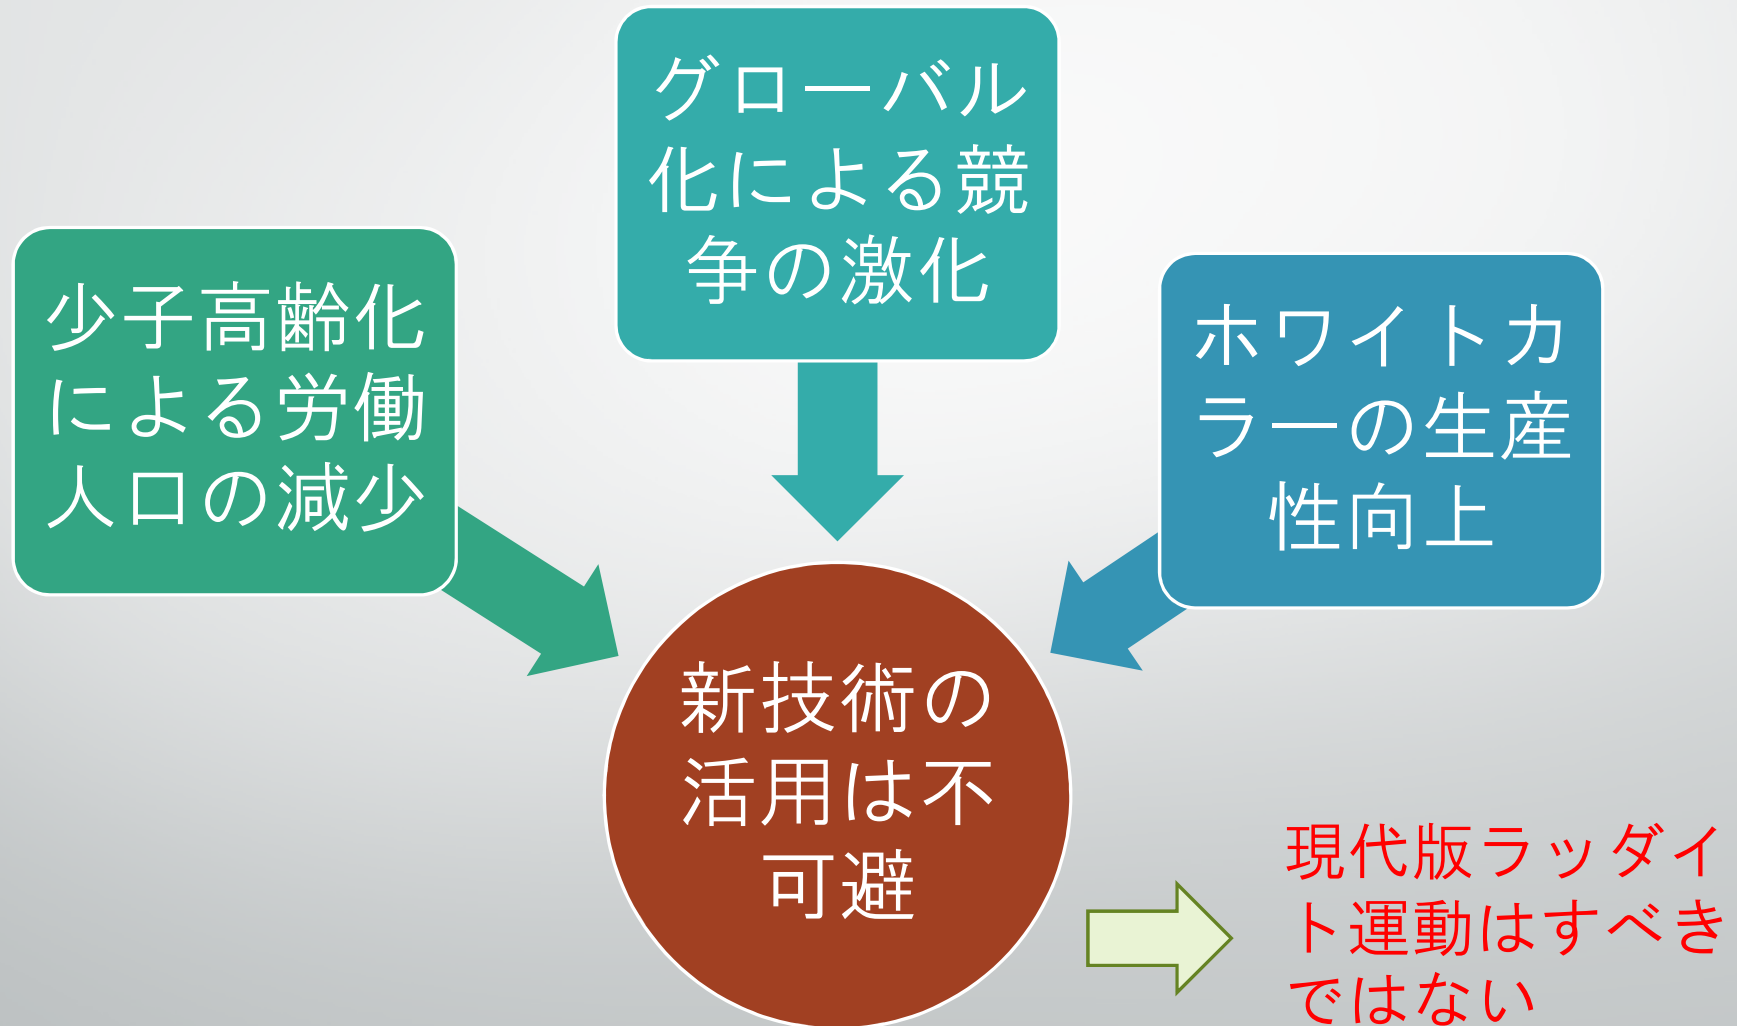 グローバル
化による競
争の激化
少子高齢化
による労働
人口の減少
ホワイトカ
ラーの生産
性向上
新技術の
活用は不
可避
現代版ラッダイ
ト運動はすべき
ではない